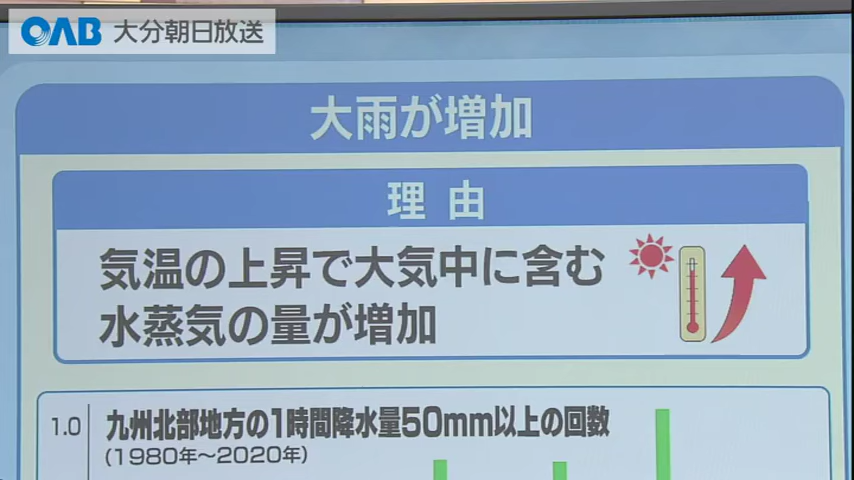 OAB 大分朝日放送
大雨が増加
理由
気温の上昇で大気中に含む
水蒸気の量が増加
1.0 九州北部地方の1時間降水量50mm以上の回数
(1980年～2020年)